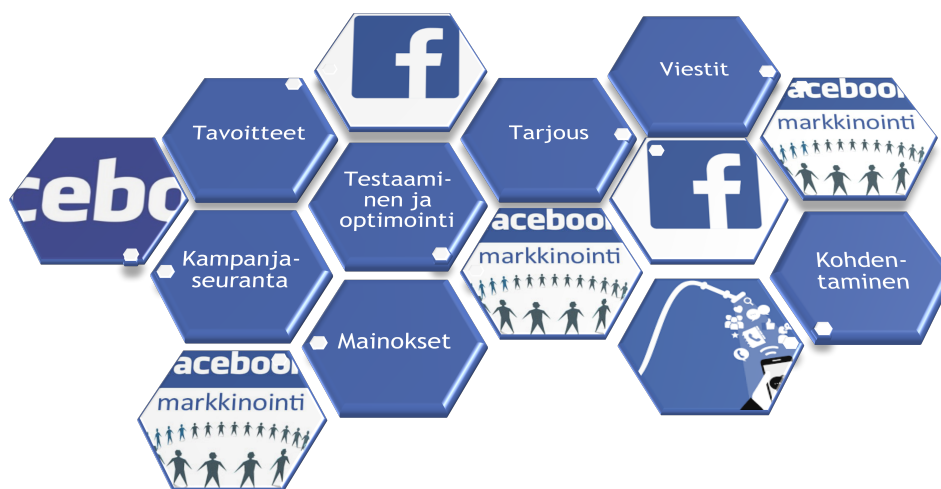 Viestit
acebook
markkinointi
Tavoitteet
Tarjous
cebo
Testaami-
nen ja
optimointi
acebook
markkinointi
Kampanja-
seuranta
Kohden-
taminen
Mainokset
acebook
markkinointi